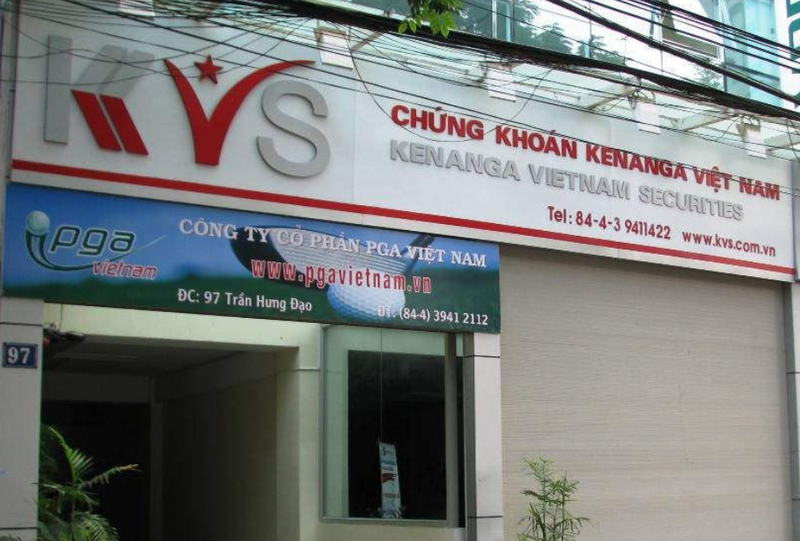 KVS
CHỨNG KHOÁN KENANGA VIỆT NAM
KENANGA VIETNAM SECURITIES
Tel: 84-4-3 9411422 www.kvs.com.vn
pga
vietnam
CÔNG TY CỔ PHẦN PGA VIỆT NAM
www.pgavietnam.vn
ĐC: 97 Trần Hưng Đạo
ĐT: (84-4) 3941 2112
97